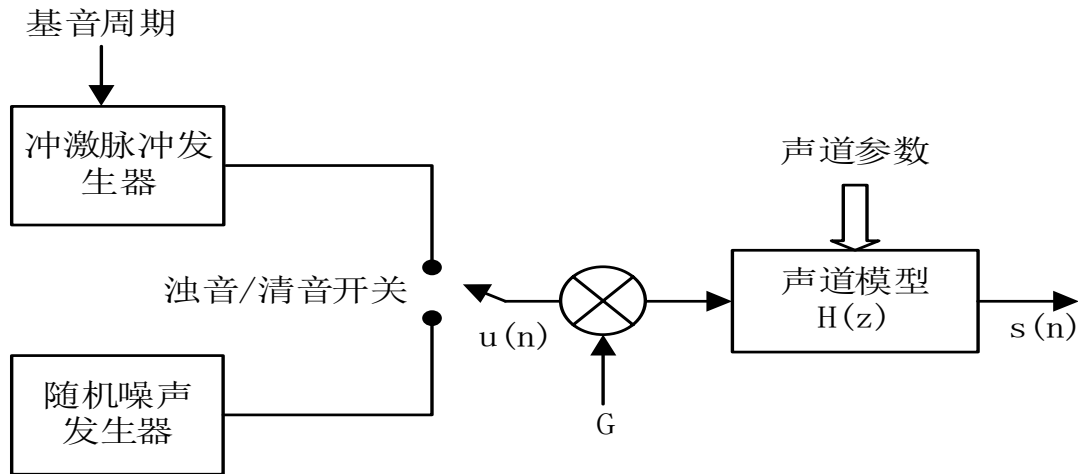 基音周期
冲激脉冲发
生器
声道参数
浊音/清音开关
u(n)
声道模型
H(z)
s(n)
随机噪声
发生器
G